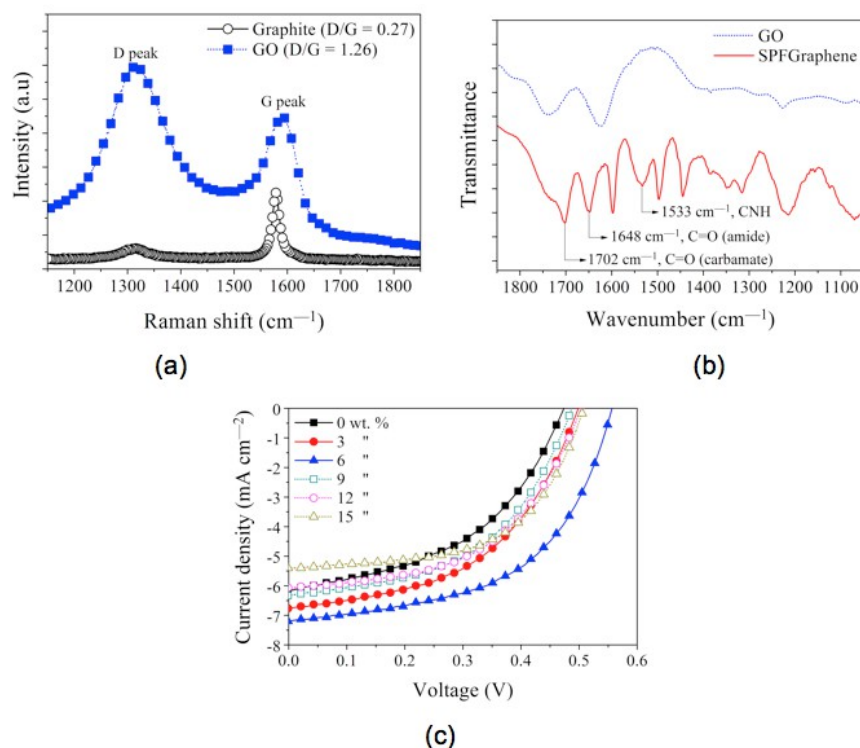 Graphite (D/G = 0.27)
GO (D/G = 1.26)
D peak
G peak
Intensity (a.u)
1200 1300 1400 1500 1600 1700 1800
Raman shift (cm—1)
(a)
GO
SPFGraphene
Transmittance
1533 cm—1, CNH
1648 cm—1, C=O (amide)
1702 cm—1, C=O (carbamate)
1800 1700 1600 1500 1400 1300 1200 1100
Wavenumber (cm—1)
(b)
0 wt. %
3 "
6 "
9 "
12 "
15 "
Current density (mA cm—2)
0
-1
-2
-3
-4
-5
-6
-7
-8
0.0 0.1 0.2 0.3 0.4 0.5 0.6
Voltage (V)
(c)